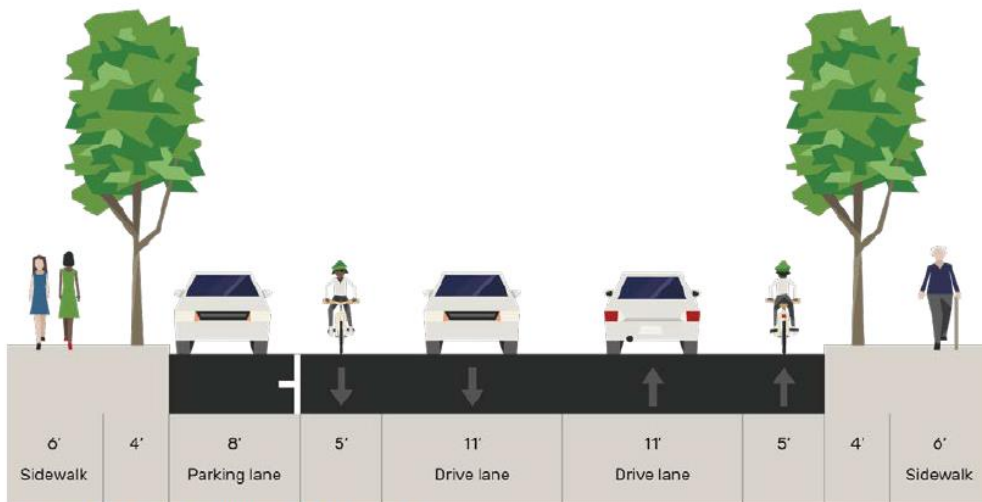 6′ 4′ 8′ 5′ 11′ 11′ 5′ 4′ 6′
Sidewalk Parking lane Drive lane Drive lane Sidewalk